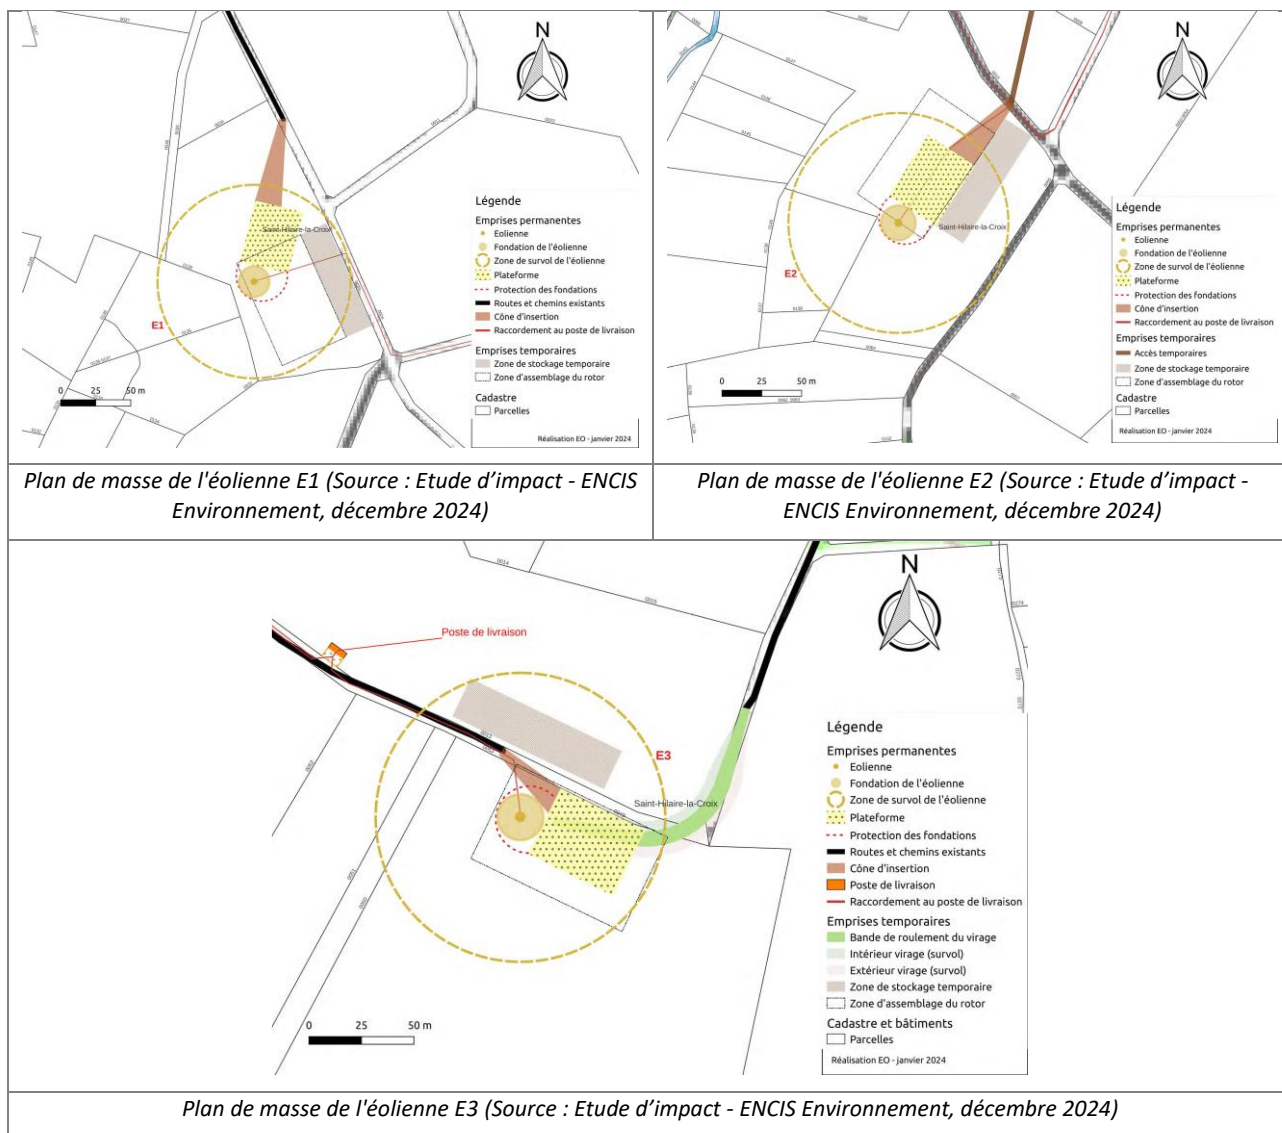 N
Saint-Hilaire-la-Croix
E1
0 25 50 m
Légende
Emprises permanentes
Eolienne
Fondation de l'éolienne
Zone de survol de l'éolienne
Plateforme
Protection des fondations
Routes et chemins existants
Cône d'insertion
Raccordement au poste de livraison
Emprises temporaires
Zone de stockage temporaire
Zone d'assemblage du rotor
Cadastre
Parcelles
Réalisation EO - janvier 2024
N
Saint-Hilaire-la-Croix
E2
0 25 50 m
Légende
Emprises permanentes
Eolienne
Fondation de l'éolienne
Zone de survol de l'éolienne
Plateforme
Protection des fondations
Cône d'insertion
Raccordement au poste de livraison
Emprises temporaires
Accès temporaires
Zone de stockage temporaire
Zone d'assemblage du rotor
Cadastre
Parcelles
Réalisation EO - janvier 2024
Plan de masse de l'éolienne E1 (Source : Etude d’impact - ENCIS
Environnement, décembre 2024)
Plan de masse de l'éolienne E2 (Source : Etude d’impact -
ENCIS Environnement, décembre 2024)
0014
0015
N
Poste de livraison
0017
E3
Saint-Hilaire-la-Croix
0052
0051
0050
0274
0 25 50 m
Légende
Emprises permanentes
Eolienne
Fondation de l'éolienne
Zone de survol de l'éolienne
Plateforme
Protection des fondations
Routes et chemins existants
Cône d'insertion
Poste de livraison
Raccordement au poste de livraison
Emprises temporaires
Bande de roulement du virage
Intérieur virage (survol)
Extérieur virage (survol)
Zone de stockage temporaire
Zone d'assemblage du rotor
Cadastre et bâtiments
Parcelles
Réalisation EO - janvier 2024
Plan de masse de l'éolienne E3 (Source : Etude d’impact - ENCIS Environnement, décembre 2024)